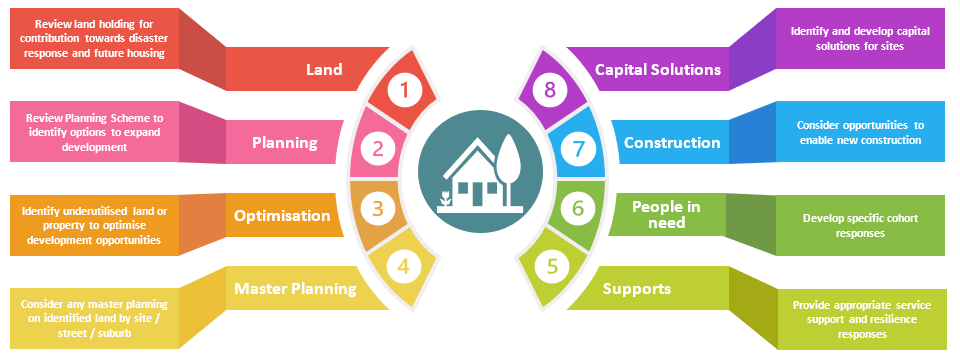 Review land holding for
contribution towards disaster
response and future housing
Land
1
Review Planning Scheme to
identify options to expand
development
Planning
2
Identify underutilised land or
property to optimise
development opportunities
Optimisation
3
Consider any master planning
on identified land by site /
street / suburb
Master Planning
4
8
Capital Solutions
Identify and develop capital
solutions for sites
7
Construction
Consider opportunities to
enable new construction
6
People in
need
Develop specific cohort
responses
5
Supports
Provide appropriate service
support and resilience
responses